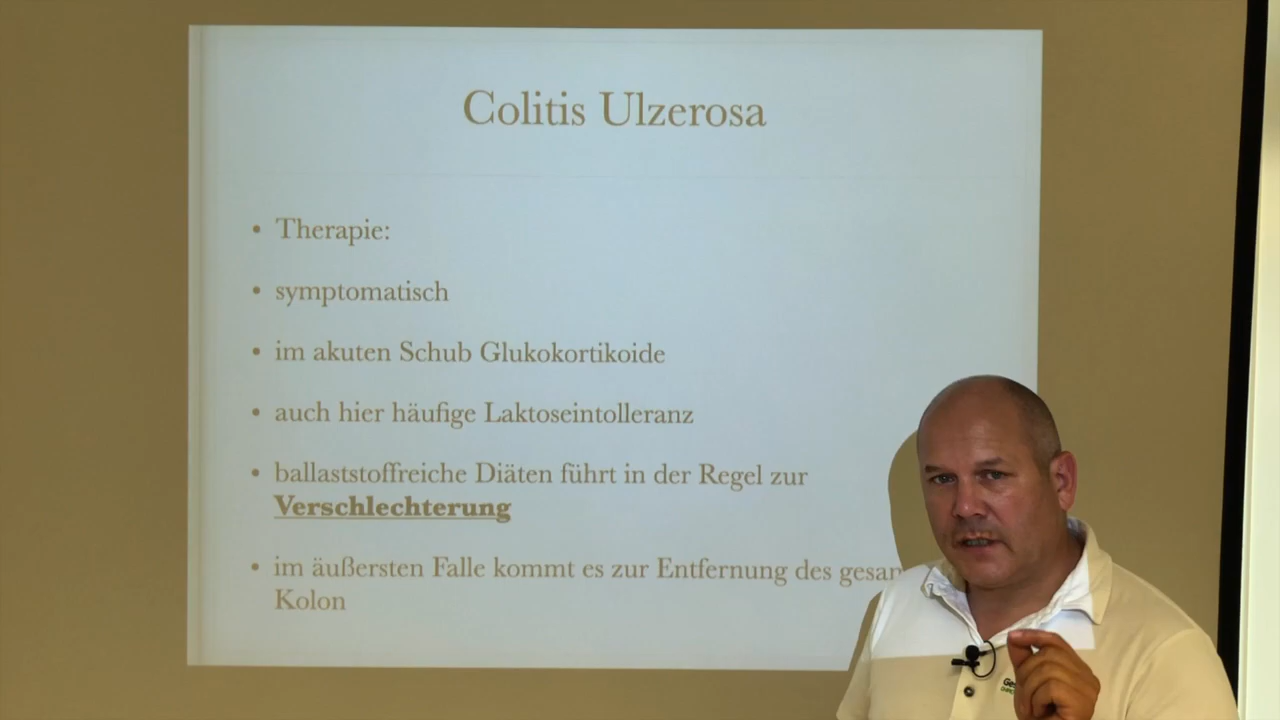 Colitis Ulzerosa
• Therapie:
• symptomatisch
• im akuten Schub Glukokortikoide
• auch hier häufige Laktoseintolleranz
• ballaststoffreiche Diäten führt in der Regel zur
Verschlechterung
• im äußersten Falle kommt es zur Entfernung des
Kolon